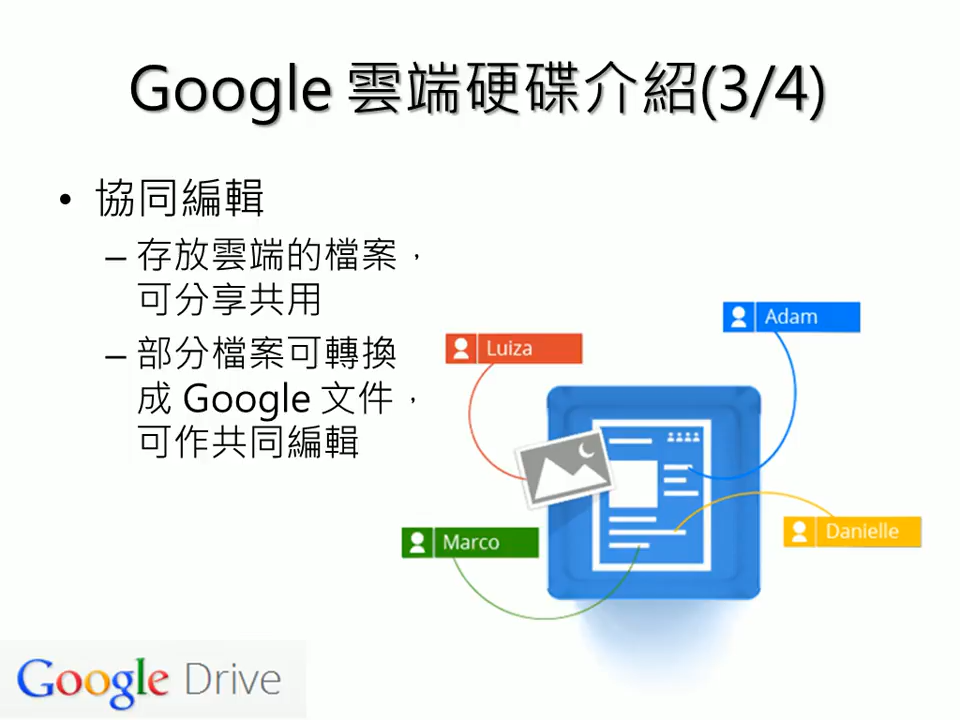 Google 雲端硬碟介紹(3/4)
• 協同編輯
– 存放雲端的檔案，
可分享共用
– 部分檔案可轉換
成 Google 文件，
可作共同編輯
Adam
Luiza
Danielle
Marco
Google Drive